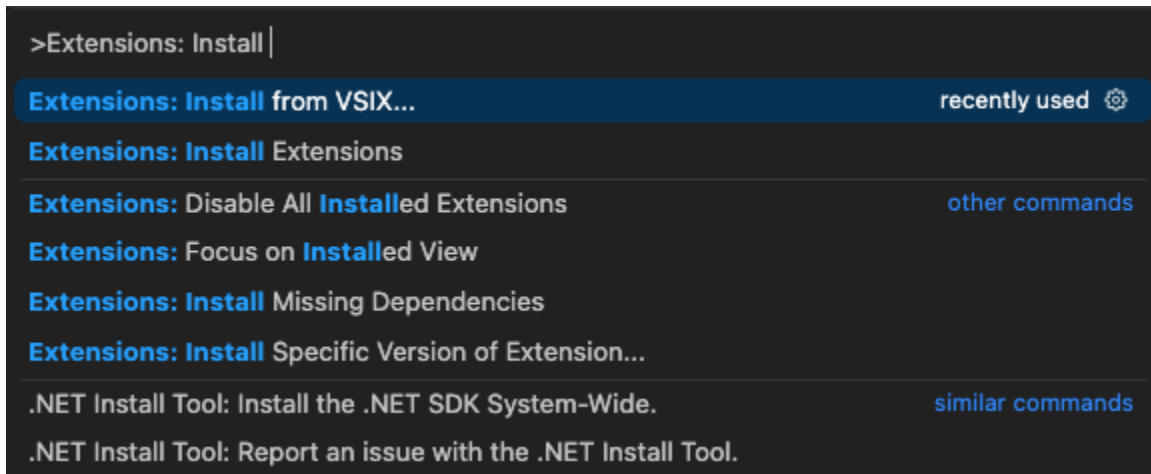 >Extensions: Install
Extensions: Install from VSIX... recently used
Extensions: Install Extensions
Extensions: Disable All Installed Extensions other commands
Extensions: Focus on Installed View
Extensions: Install Missing Dependencies
Extensions: Install Specific Version of Extension...
.NET Install Tool: Install the .NET SDK System-Wide. similar commands
.NET Install Tool: Report an issue with the .NET Install Tool.